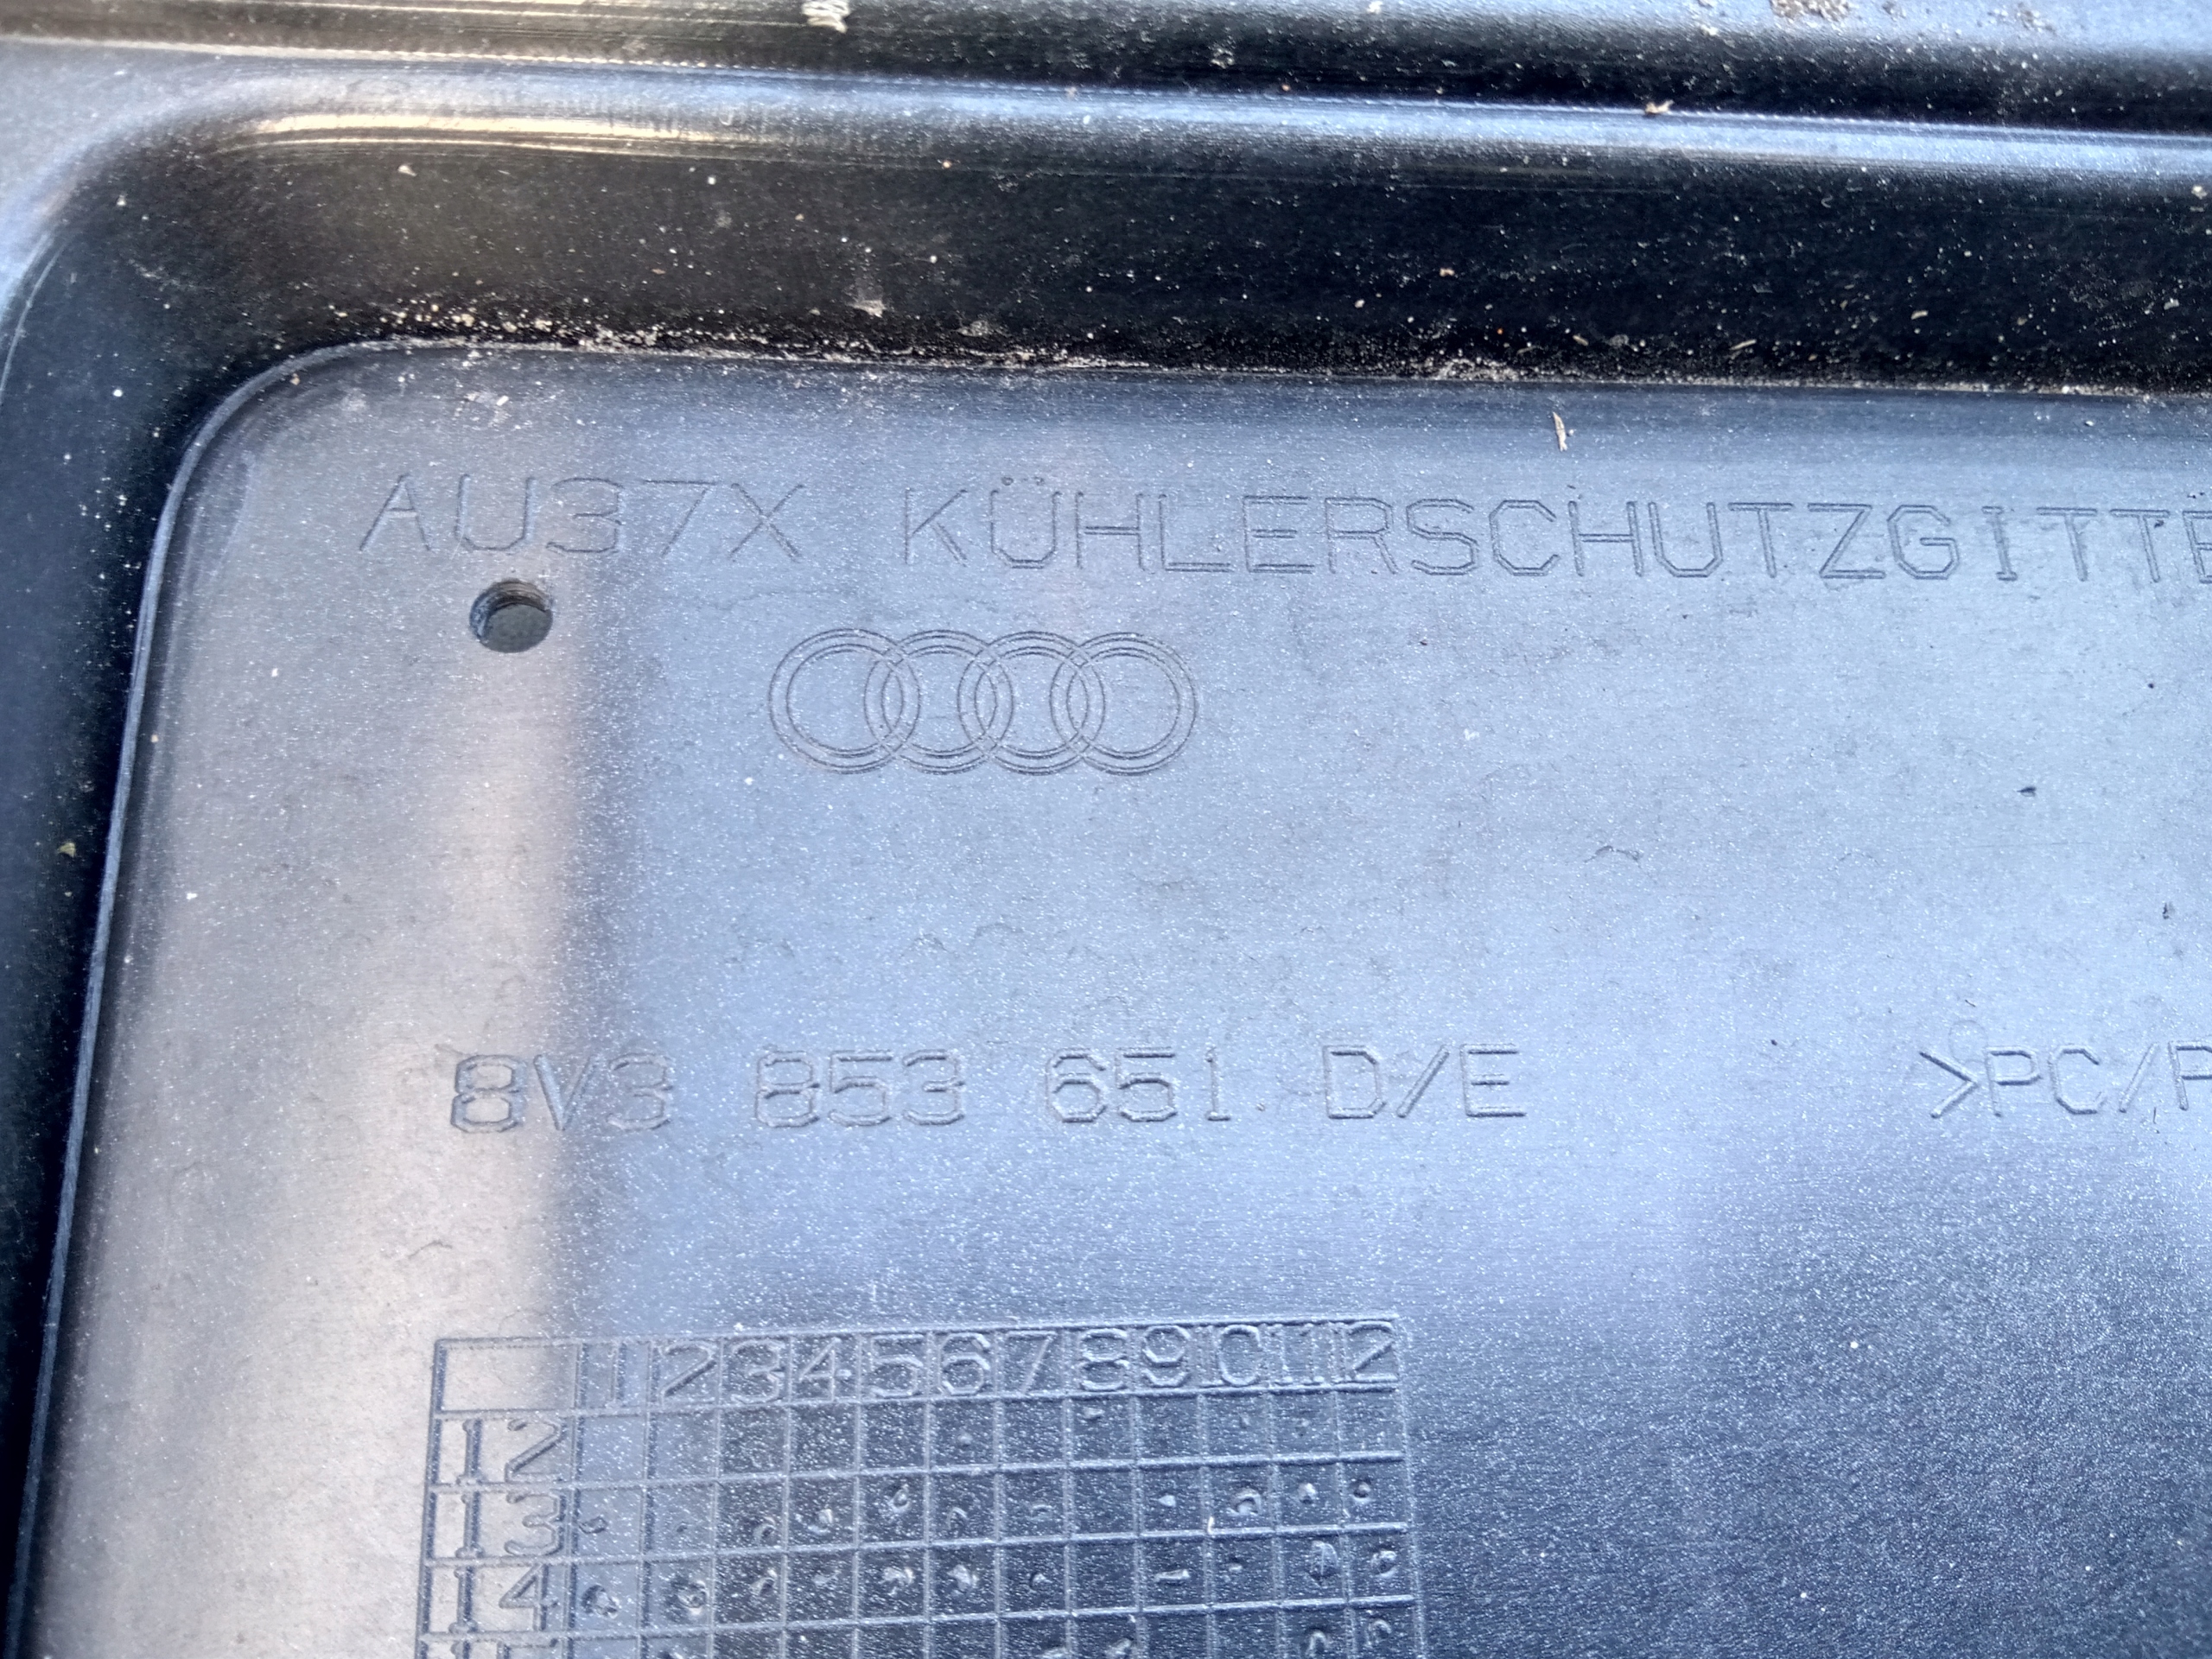 AU37X KÜHLERSCHUTZGITTE
8V3 853 651 D/E >PC/P
1 2 3 4 5 6 7 8 9 10 11 12
12
13
14